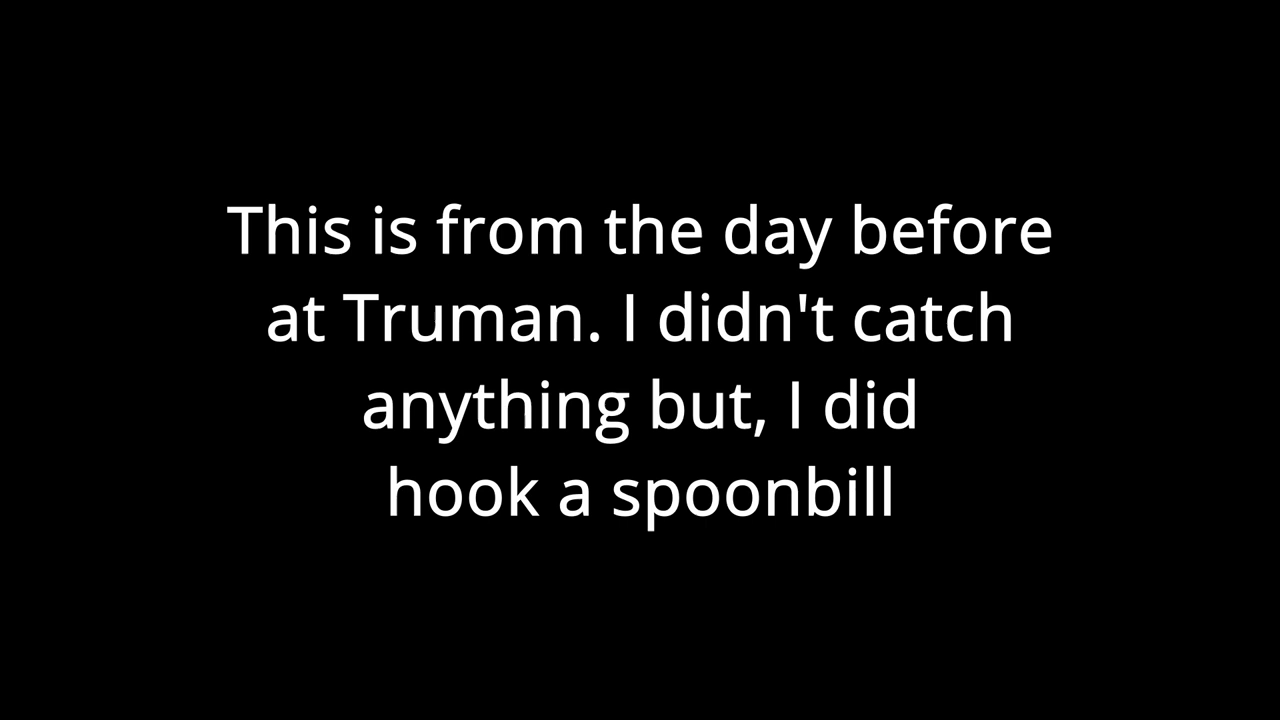 This is from the day before
at Truman. I didn't catch
anything but, I did
hook a spoonbill